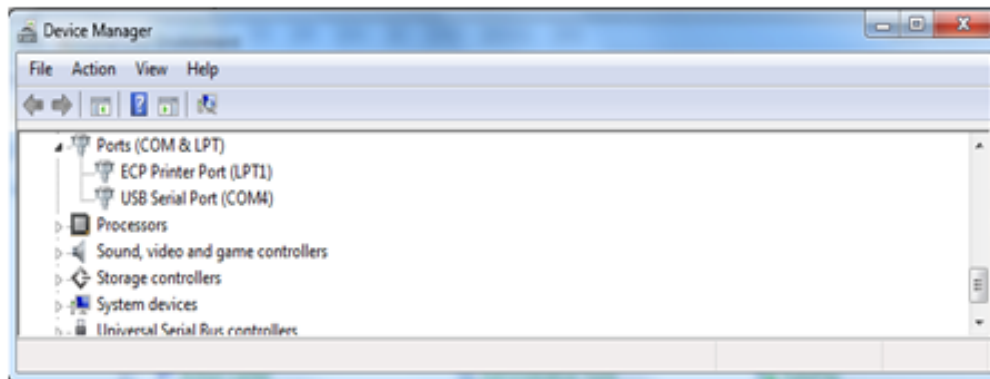 Device Manager
File Action View Help
Ports (COM & LPT)
ECP Printer Port (LPT1)
USB Serial Port (COM4)
Processors
Sound, video and game controllers
Storage controllers
System devices
Universal Serial Bus controllers